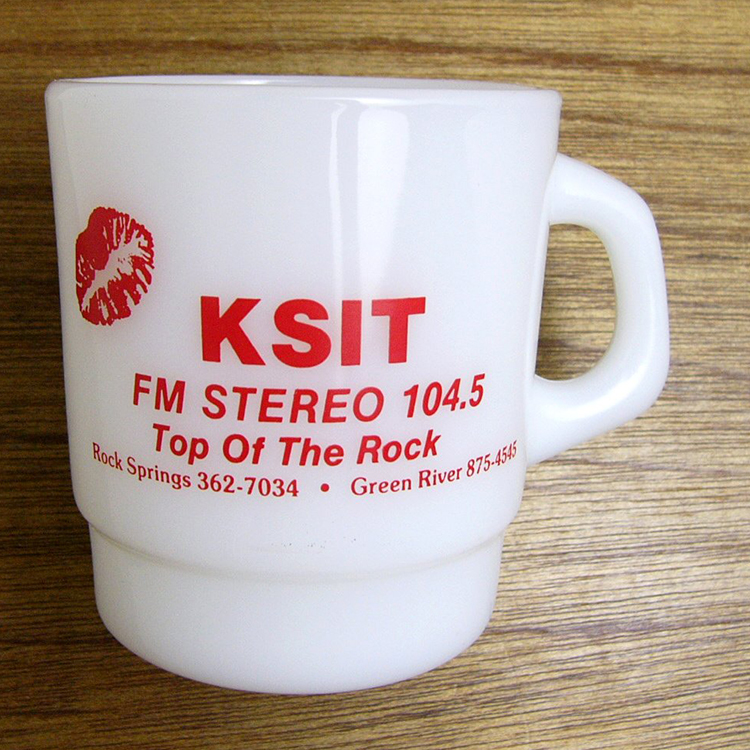 KSIT
FM STEREO 104.5
Top Of The Rock
Rock Springs 362-7034 • Green River 875-4545